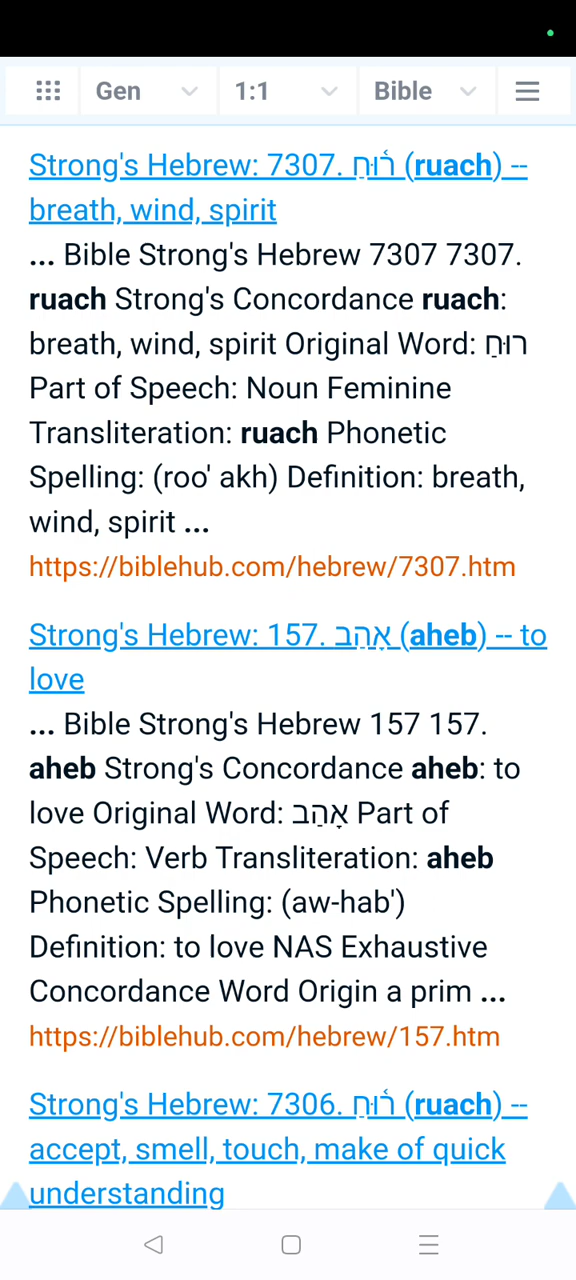 Gen 1:1 Bible
Strong's Hebrew: 7307. ר֫וּחַ (ruach) --
breath, wind, spirit
... Bible Strong's Hebrew 7307 7307.
ruach Strong's Concordance ruach:
breath, wind, spirit Original Word: רוּחַ
Part of Speech: Noun Feminine
Transliteration: ruach Phonetic
Spelling: (roo' akh) Definition: breath,
wind, spirit ...
https://biblehub.com/hebrew/7307.htm
Strong's Hebrew: 157. אָהַב (aheb) -- to
love
... Bible Strong's Hebrew 157 157.
aheb Strong's Concordance aheb: to
love Original Word: אָהַב Part of
Speech: Verb Transliteration: aheb
Phonetic Spelling: (aw-hab')
Definition: to love NAS Exhaustive
Concordance Word Origin a prim ...
https://biblehub.com/hebrew/157.htm
Strong's Hebrew: 7306. ר֫וּחַ (ruach) --
accept, smell, touch, make of quick
understanding